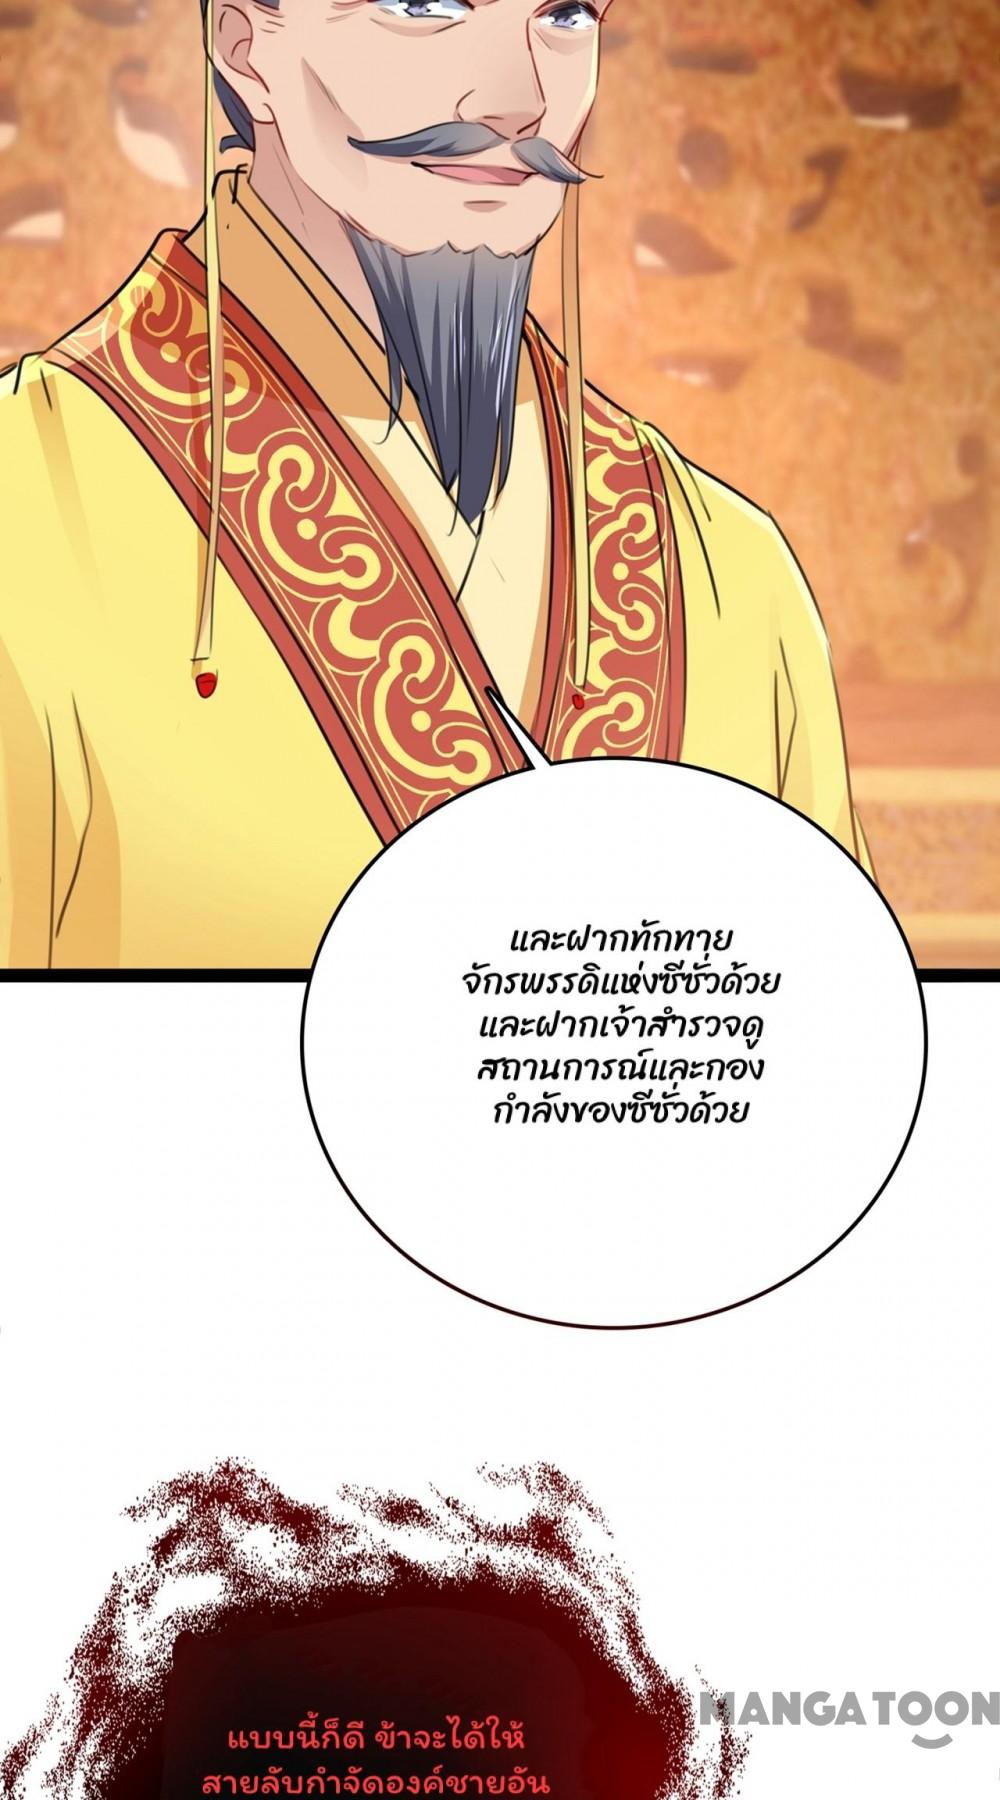 และฝากทักทาย
จักรพรรดิแห่งซีซั่วด้วย
และฝากเจ้าสำรวจดู
สถานการณ์และกอง
กำลังของซีซั่วด้วย
MANGATOON
แบบนี้ก็ดี ข้าจะได้ให้
สายลับกำจัดองค์ชายอัน